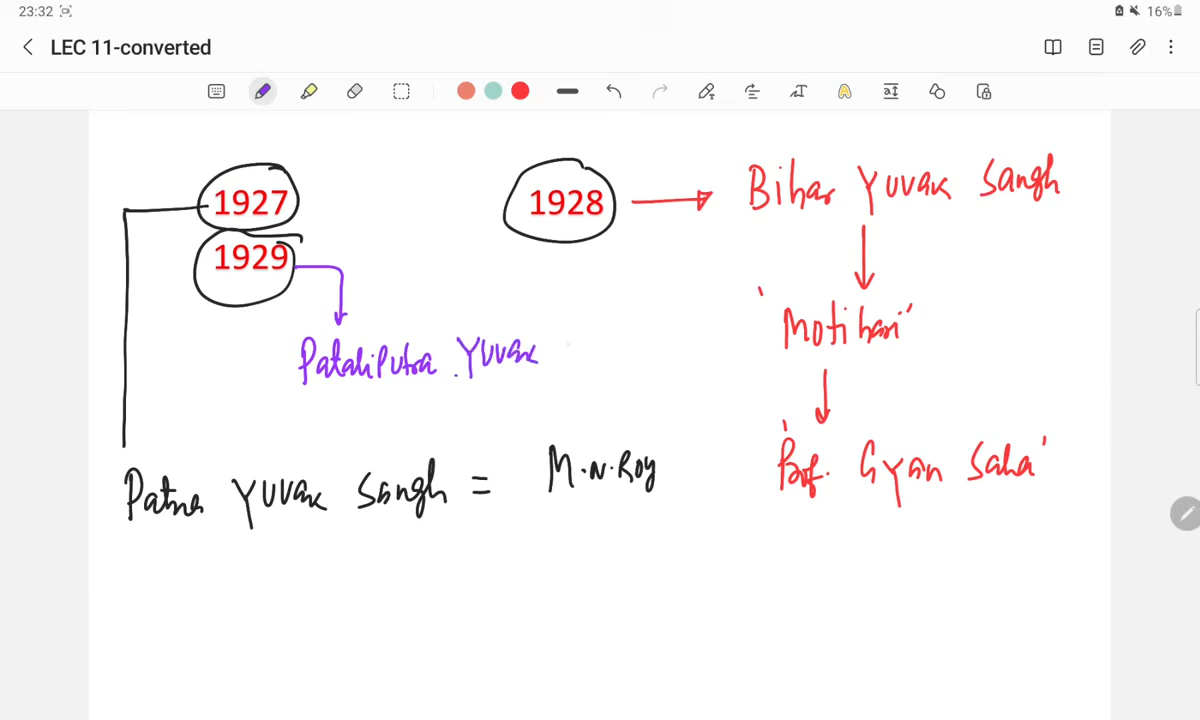 23:32
16%
LEC 11-converted
1927
1929
1928
Bihar Yuvak Sangh
'Motihari'
'Prof. Gyan Saha'
Pataliputra Yuvak
Patna Yuvak Sangh = M.N.Roy